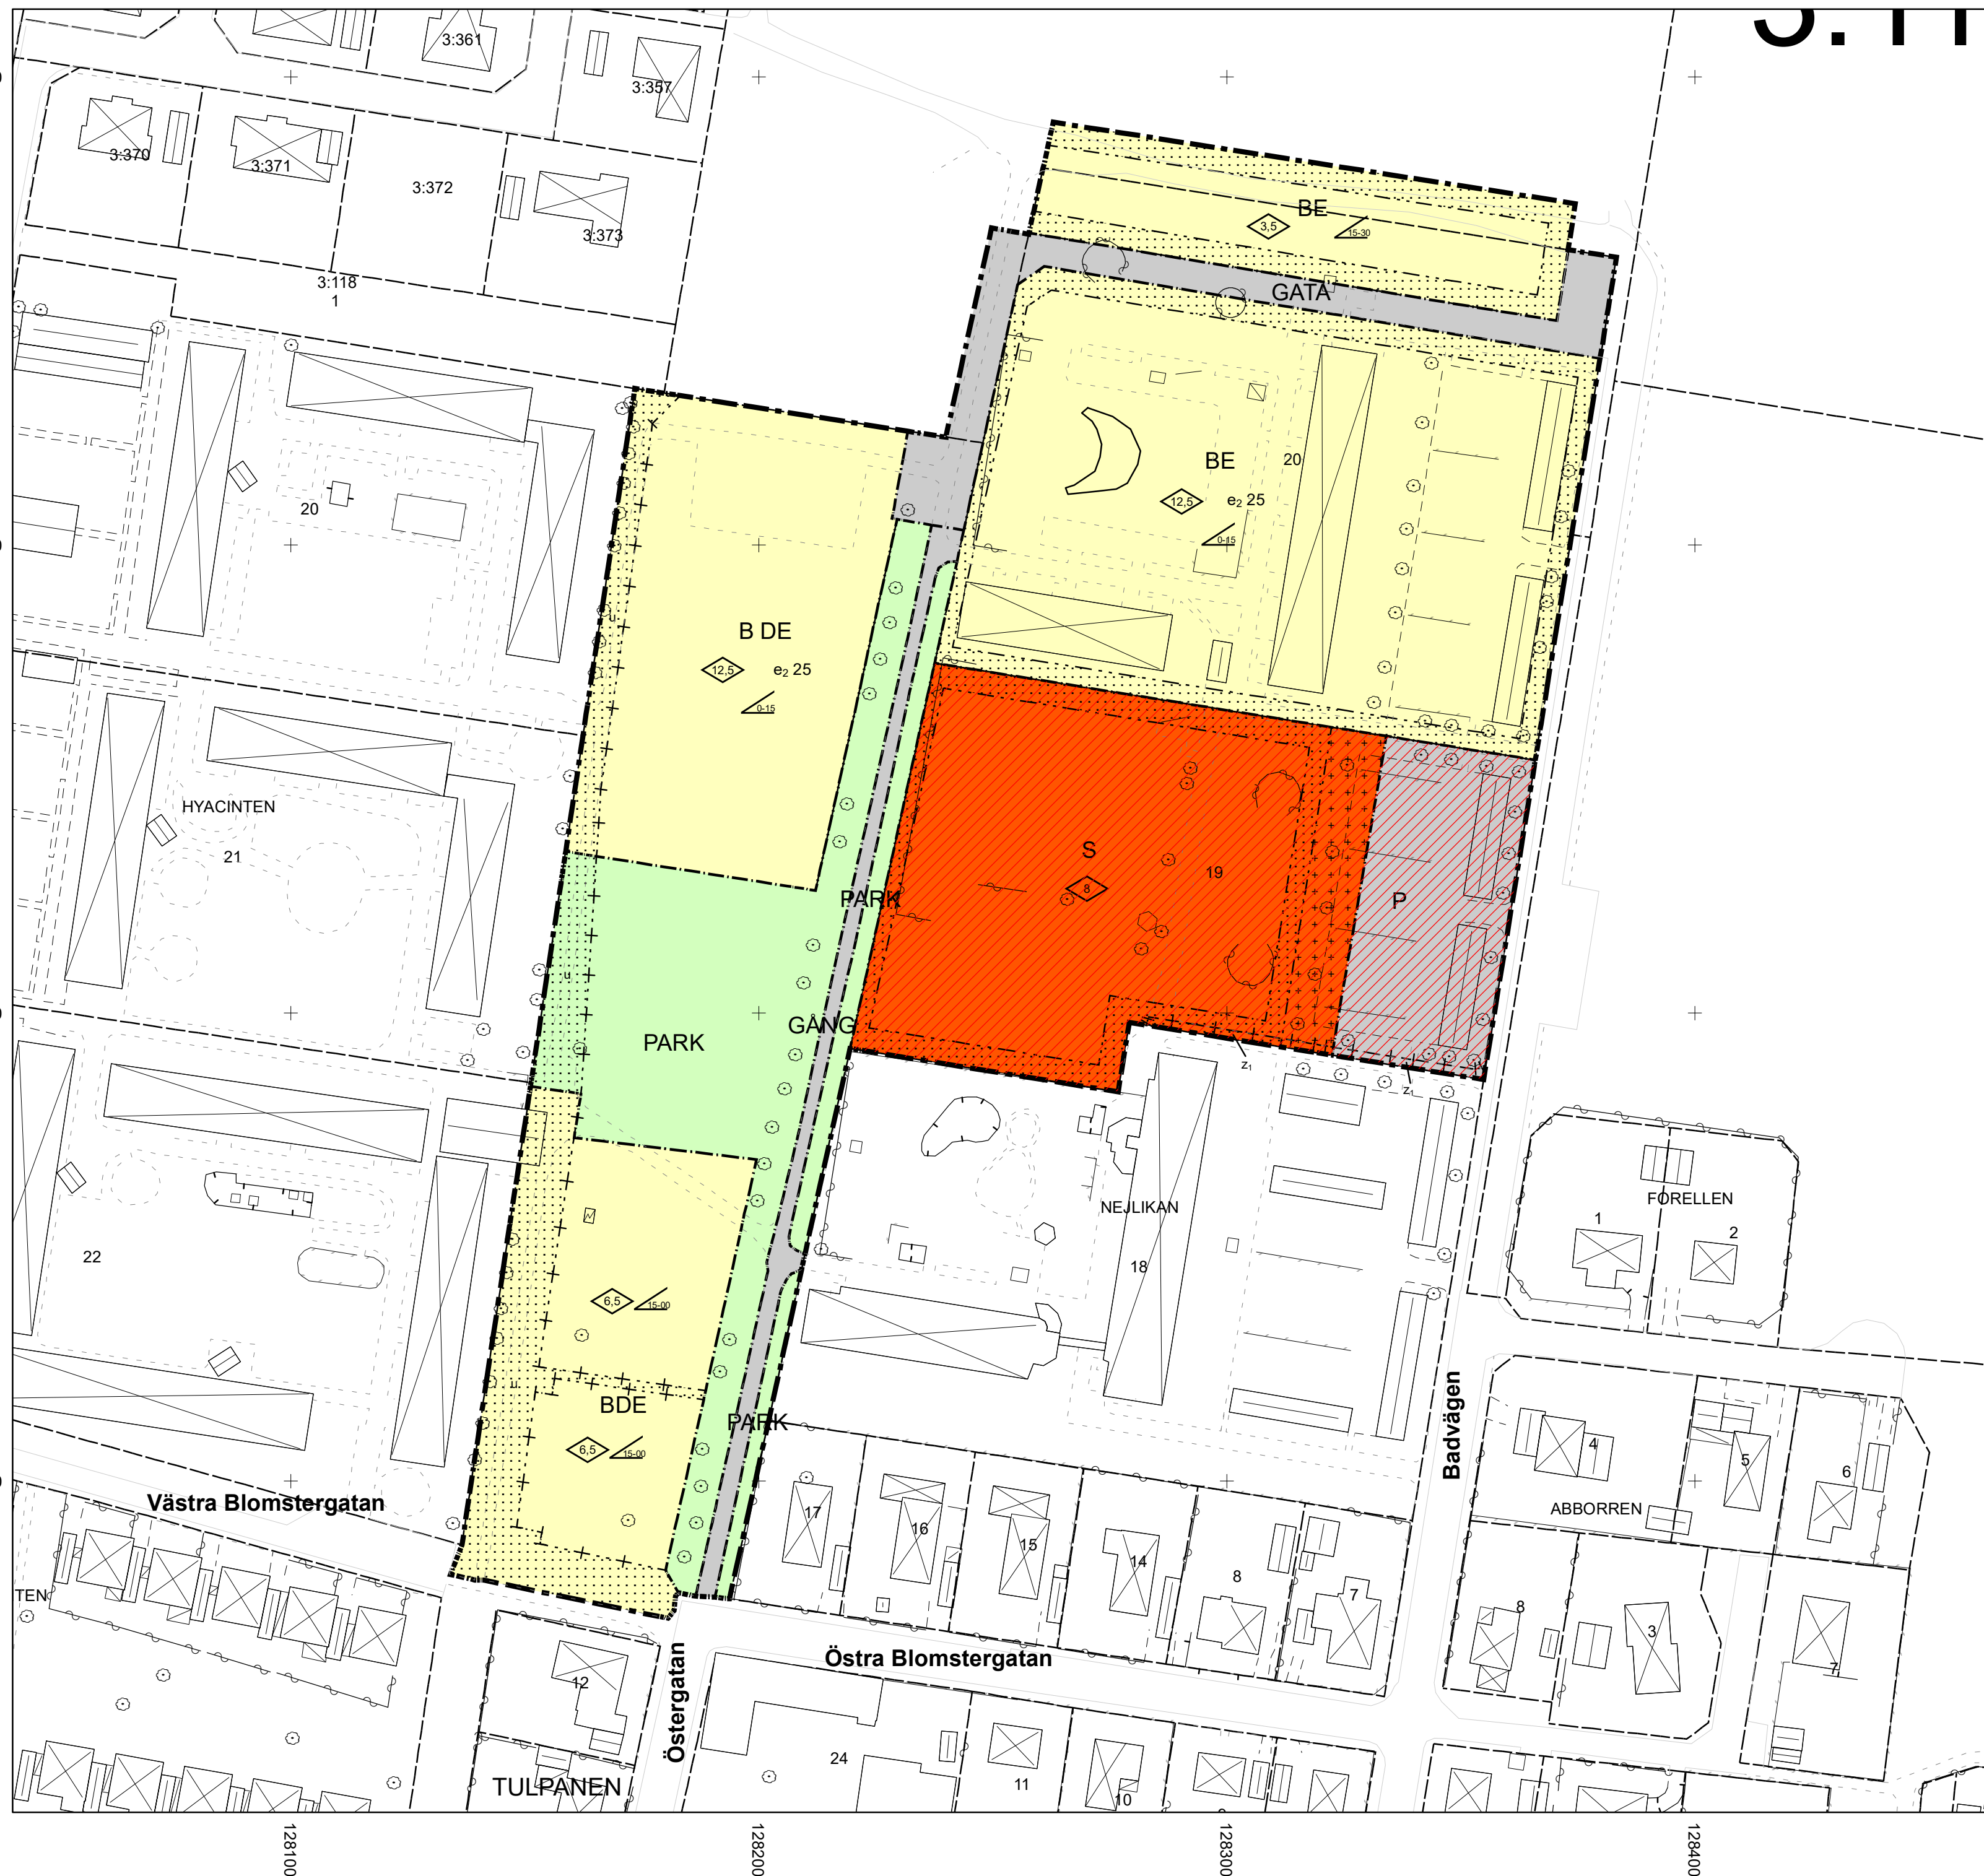 3:11
3:361
3:357
3:370
3:371
3:372
3:373
3:118
1
BE
3,5
15-30
GATA
BE
20
12,5
e₂ 25
0-15
20
B DE
12,5
e₂ 25
0-15
u
HYACINTEN
21
S
8
19
P
PARK
u
PARK
GÅNG
z₁
z₁
NEJLIKAN
18
FORELLEN
1
2
22
6,5
15-00
u
BDE
6,5
15-00
PARK
Badvägen
4
5
6
ABBORREN
Västra Blomstergatan
17
16
15
14
8
7
8
3
7
TEN
Östra Blomstergatan
12
Östergatan
24
11
10
TULPANEN
128100
128200
128300
128400